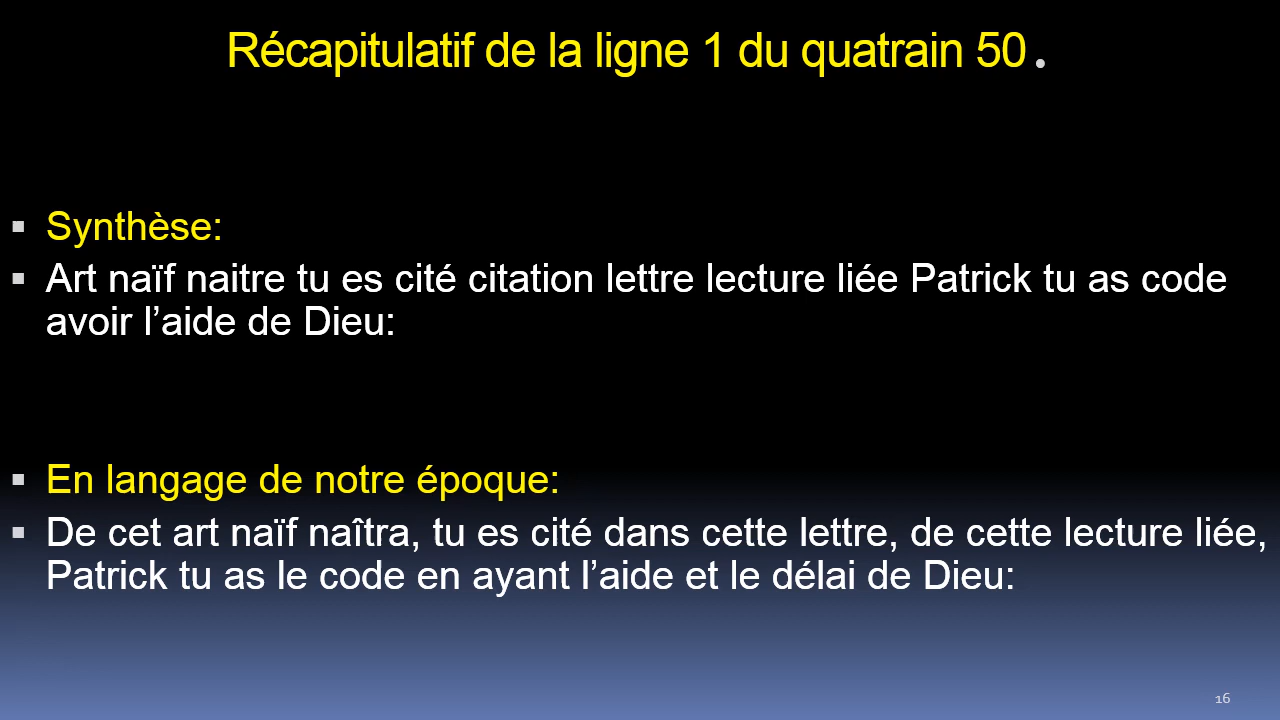 Récapitulatif de la ligne 1 du quatrain 50.
Synthèse:
Art naïf naitre tu es cité citation lettre lecture liée Patrick tu as code
avoir l’aide de Dieu:
En langage de notre époque:
De cet art naïf naîtra, tu es cité dans cette lettre, de cette lecture liée,
Patrick tu as le code en ayant l’aide et le délai de Dieu:
16